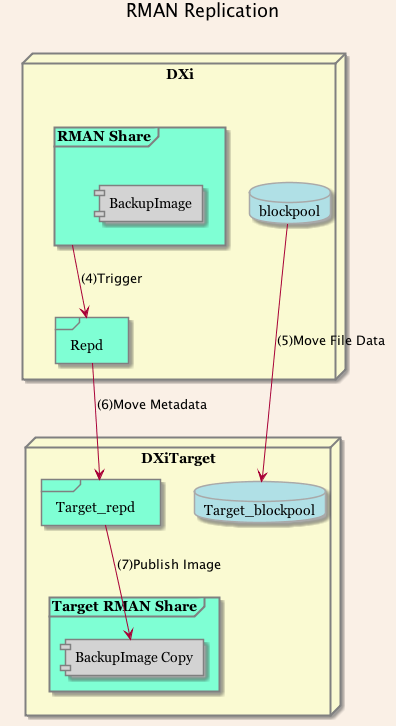 RMAN Replication
DXi
RMAN Share
BackupImage
blockpool
(4)Trigger
Repd
(5)Move File Data
(6)Move Metadata
DXiTarget
Target_repd
Target_blockpool
(7)Publish Image
Target RMAN Share
BackupImage Copy